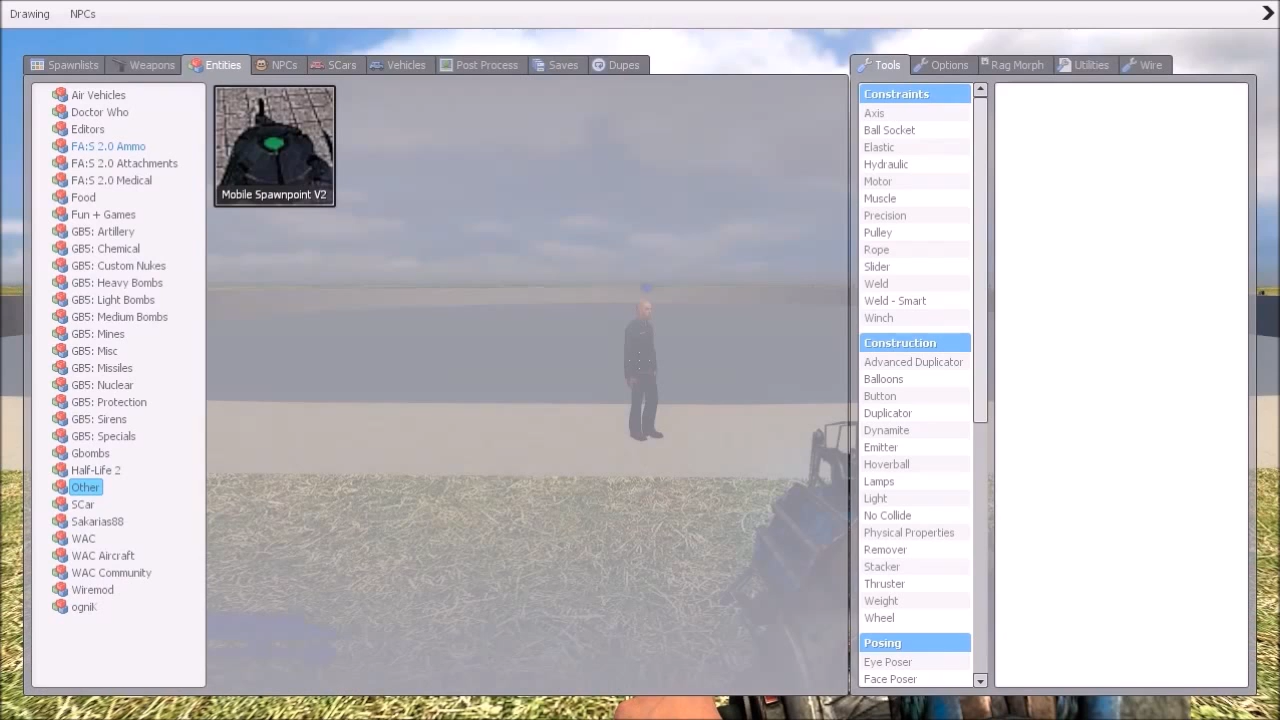 Drawing NPCs
Spawnlists Weapons Entities NPCs SCars Vehicles Post Process Saves Dupes
Air Vehicles
Doctor Who
Editors
FA:S 2.0 Ammo
FA:S 2.0 Attachments
FA:S 2.0 Medical
Food
Fun + Games
GB5: Artillery
GB5: Chemical
GB5: Custom Nukes
GB5: Heavy Bombs
GB5: Light Bombs
GB5: Medium Bombs
GB5: Mines
GB5: Misc
GB5: Missiles
GB5: Nuclear
GB5: Protection
GB5: Sirens
GB5: Specials
Gbombs
Half-Life 2
Other
SCar
Sakarias88
WAC
WAC Aircraft
WAC Community
Wiremod
ognik
Mobile Spawnpoint V2
Tools Options Rag Morph Utilities Wire
Constraints
Axis
Ball Socket
Elastic
Hydraulic
Motor
Muscle
Precision
Pulley
Rope
Slider
Weld
Weld - Smart
Winch
Construction
Advanced Duplicator
Balloons
Button
Duplicator
Dynamite
Emitter
Hoverball
Lamps
Light
No Collide
Physical Properties
Remover
Stacker
Thruster
Weight
Wheel
Posing
Eye Poser
Face Poser